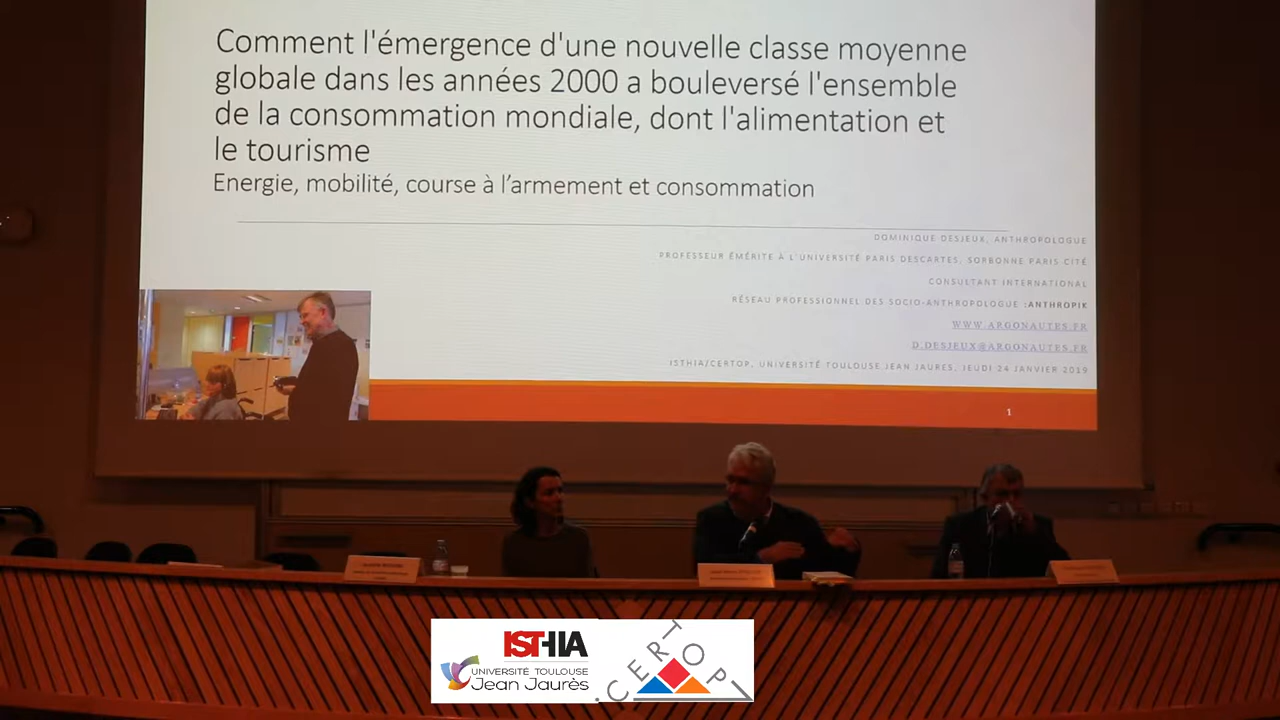 Comment l'émergence d'une nouvelle classe moyenne
globale dans les années 2000 a bouleversé l'ensemble
de la consommation mondiale, dont l'alimentation et
le tourisme
Energie, mobilité, course à l’armement et consommation
DOMINIQUE DESJEUX, ANTHROPOLOGUE
PROFESSEUR ÉMÉRITE À L'UNIVERSITÉ PARIS DESCARTES, SORBONNE PARIS CITÉ
CONSULTANT INTERNATIONAL
RÉSEAU PROFESSIONNEL DES SOCIO-ANTHROPOLOGUE :ANTHROPIK
WWW.ARGONAUTES.FR
D.DESJEUX@ARGONAUTES.FR
ISTHIA/CERTOP, UNIVERSITÉ TOULOUSE JEAN JAURES, JEUDI 24 JANVIER 2019
1
ISTHIA
UNIVERSITÉ TOULOUSE
Jean Jaurès
CERTOP